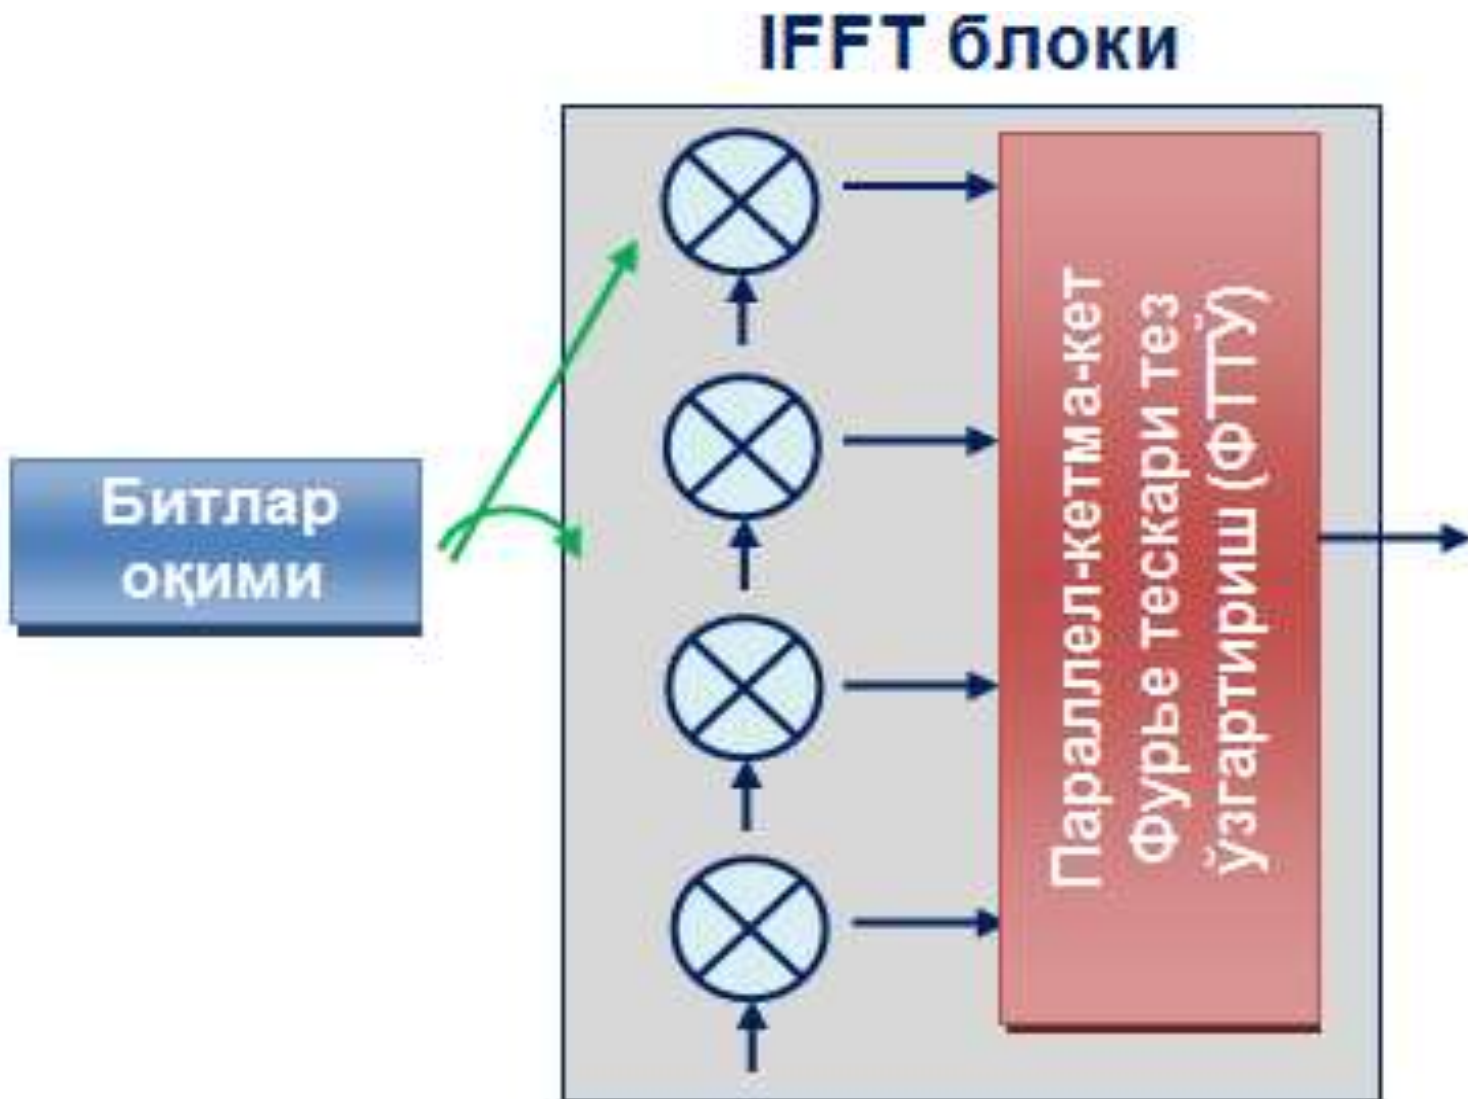 IFFT блоки
Битлар
оқими
Параллел-кетма-кет
Фурье тескари тез
ўзгартириш (ФТТЎ)